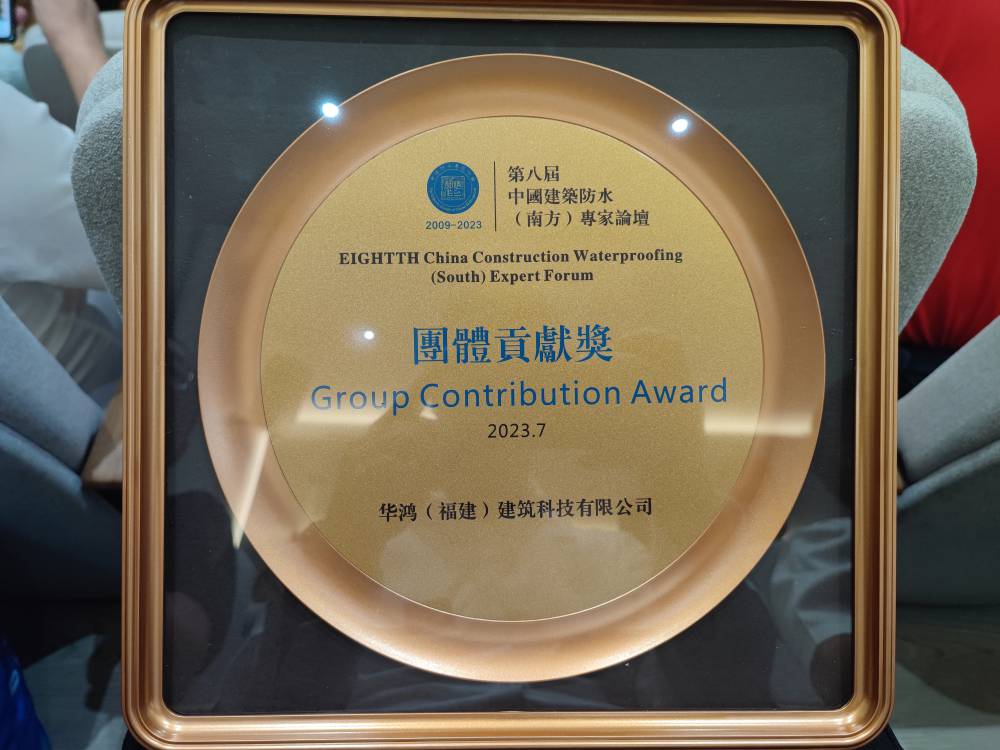 第八屆
中國建築防水
（南方）專家論壇
2009-2023
EIGHTTH China Construction Waterproofing
(South) Expert Forum
團體貢獻獎
Group Contribution Award
2023.7
华鸿（福建）建筑科技有限公司